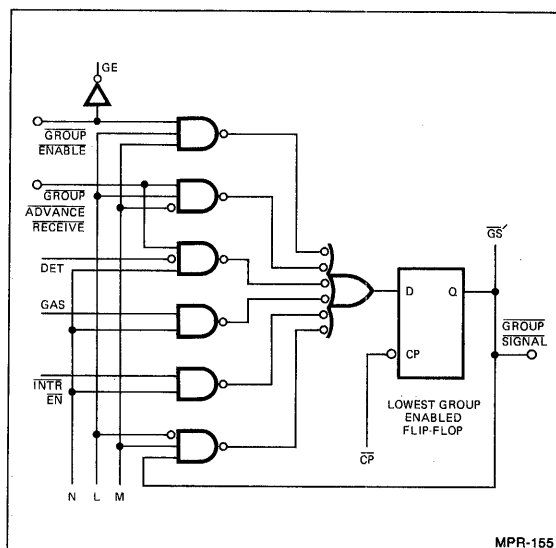 GE
GROUP
ENABLE
GROUP
ADVANCE
RECEIVE
DET
GAS
INTR
EN
N L M
D Q
CP
LOWEST GROUP
ENABLED
FLIP-FLOP
GS′
GROUP
SIGNAL
CP
MPR-155